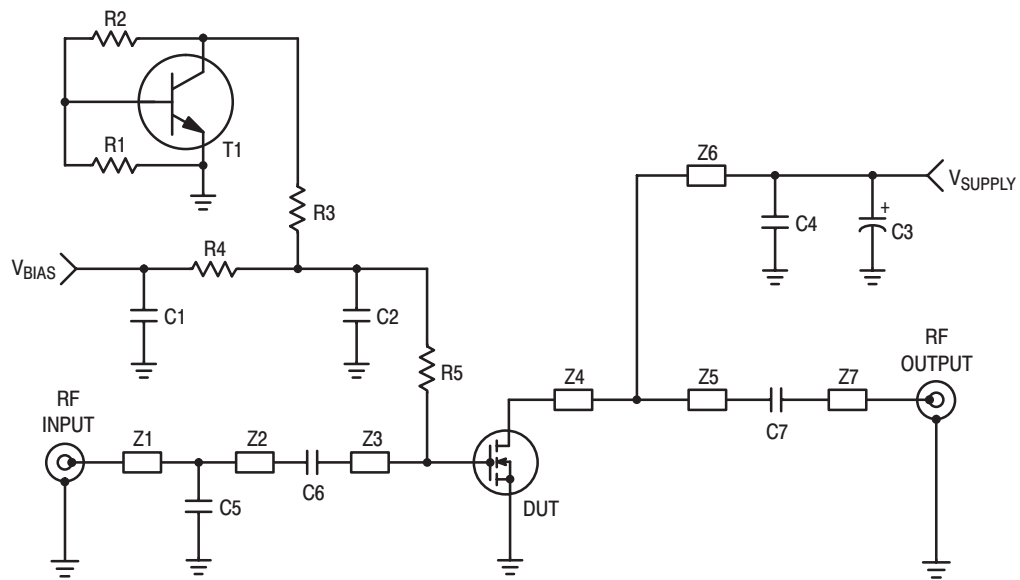 R2
R1
T1
R3
Z6
VSUPPLY
+
C4
C3
R4
VBIAS
C1
C2
R5
RF
OUTPUT
Z4
Z5
Z7
C7
RF
INPUT
Z1
Z2
Z3
C6
C5
DUT